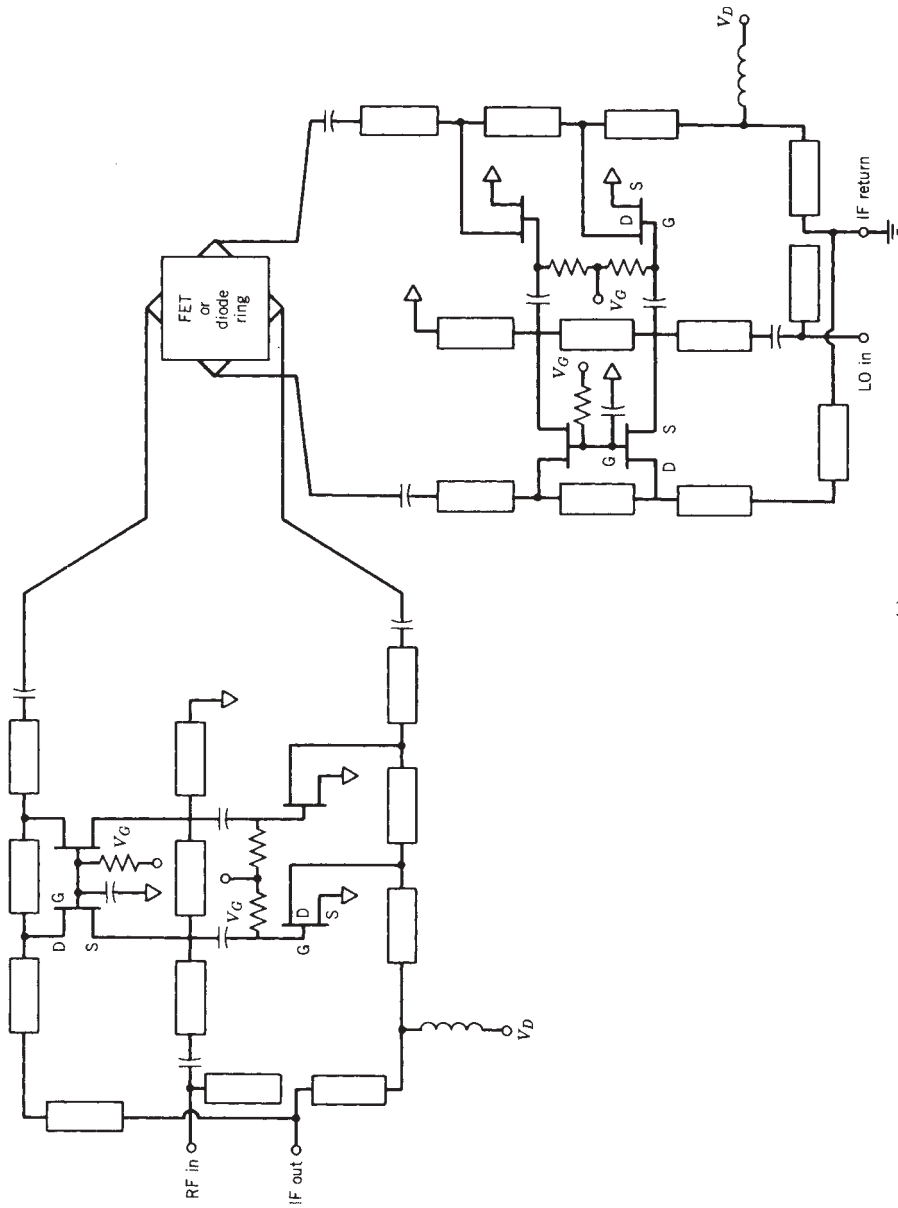 V_D
FET
or
diode
ring
S
D
G
V_G
V_G
G
S
D
IF return
LO in
V_G
G
D
S
V_G
D
S
G
V_D
RF in
IF out